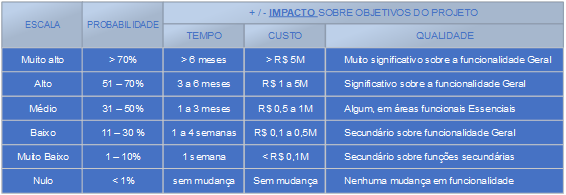 ESCALA PROBABILIDADE + / - IMPACTO SOBRE OBJETIVOS DO PROJETO
TEMPO CUSTO QUALIDADE
Muito alto > 70% > 6 meses > R$ 5M Muito significativo sobre a funcionalidade Geral
Alto 51 – 70% 3 a 6 meses R$ 1 a 5M Significativo sobre a funcionalidade Geral
Médio 31 – 50% 1 a 3 meses R$ 0,5 a 1M Algum, em áreas funcionais Essenciais
Baixo 11 – 30 % 1 a 4 semanas R$ 0,1 a 0,5M Secundário sobre funcionalidade Geral
Muito Baixo 1 – 10% 1 semana < R$ 0,1M Secundário sobre funções secundárias
Nulo < 1% sem mudança Sem mudança Nenhuma mudança em funcionalidade